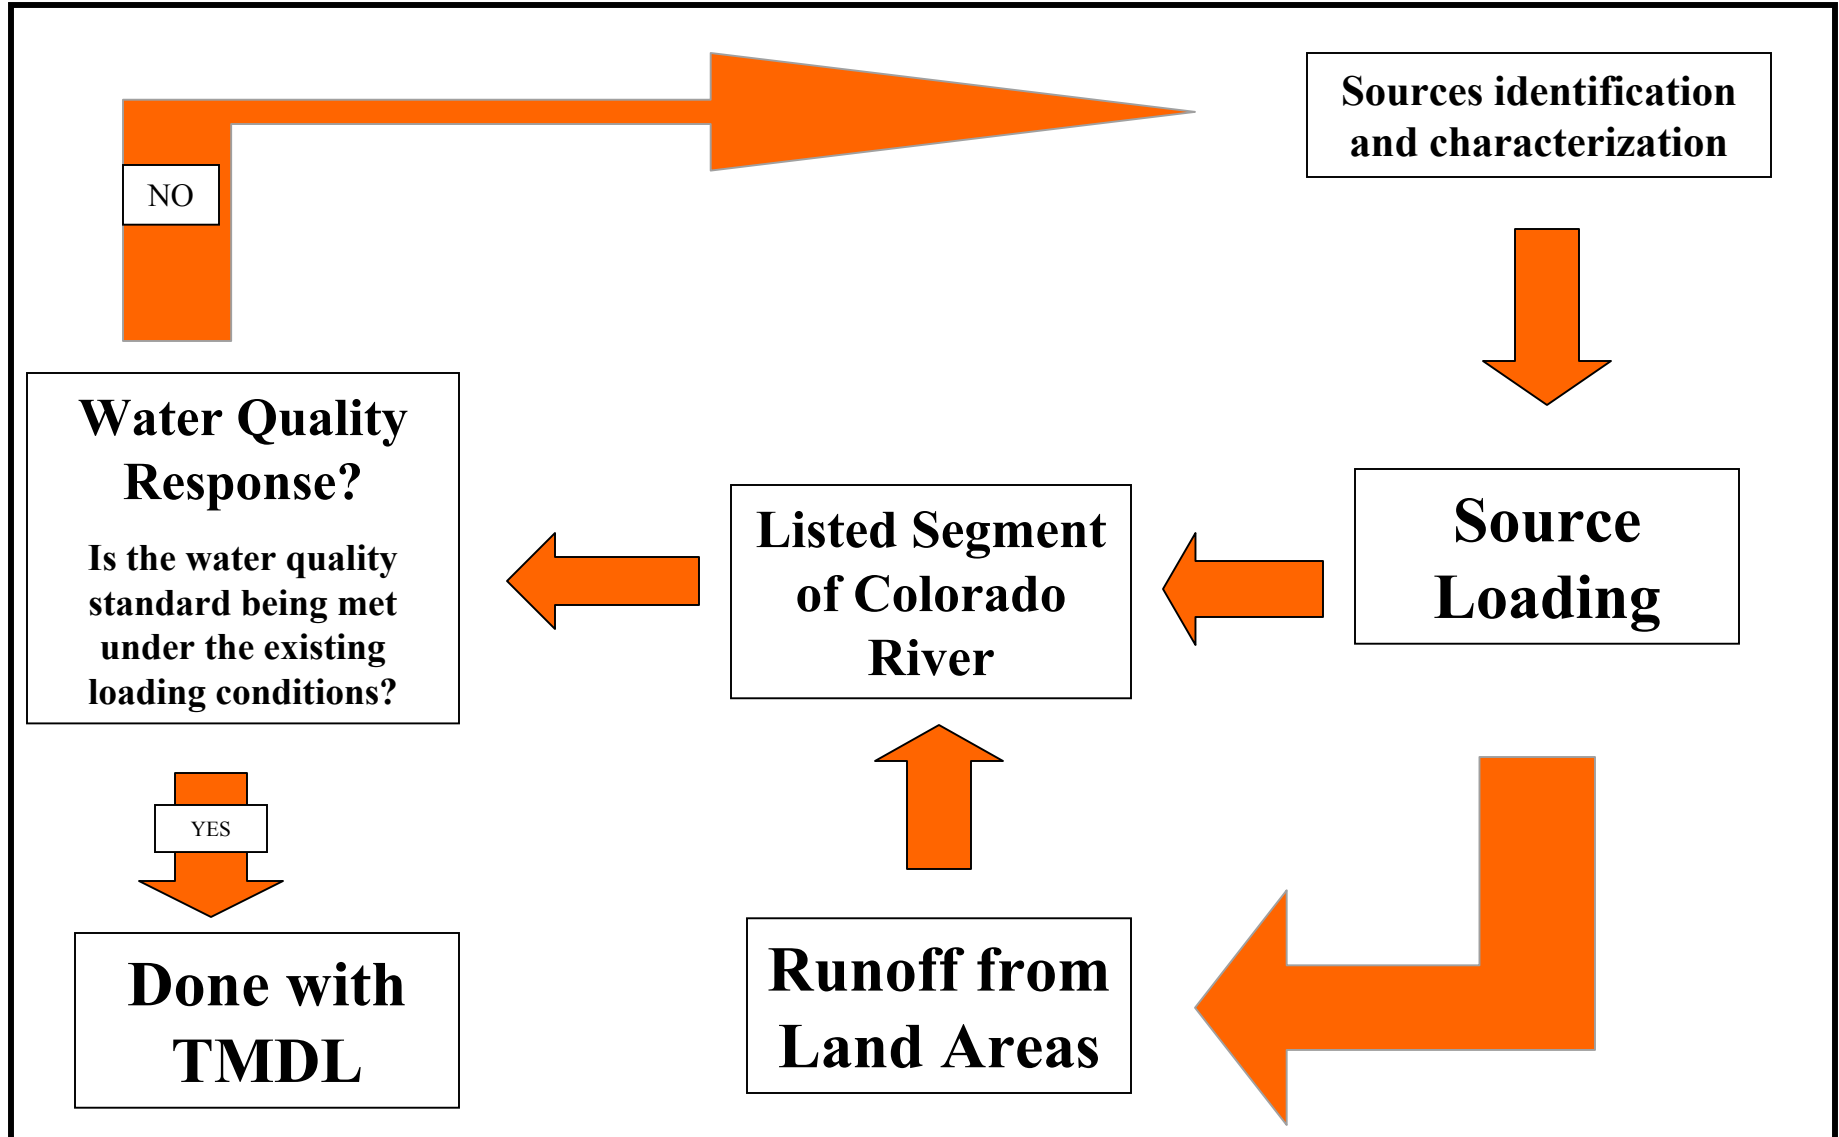 Sources identification
and characterization
NO
Water Quality
Response?
Is the water quality
standard being met
under the existing
loading conditions?
Listed Segment
of Colorado
River
Source
Loading
YES
Done with
TMDL
Runoff from
Land Areas